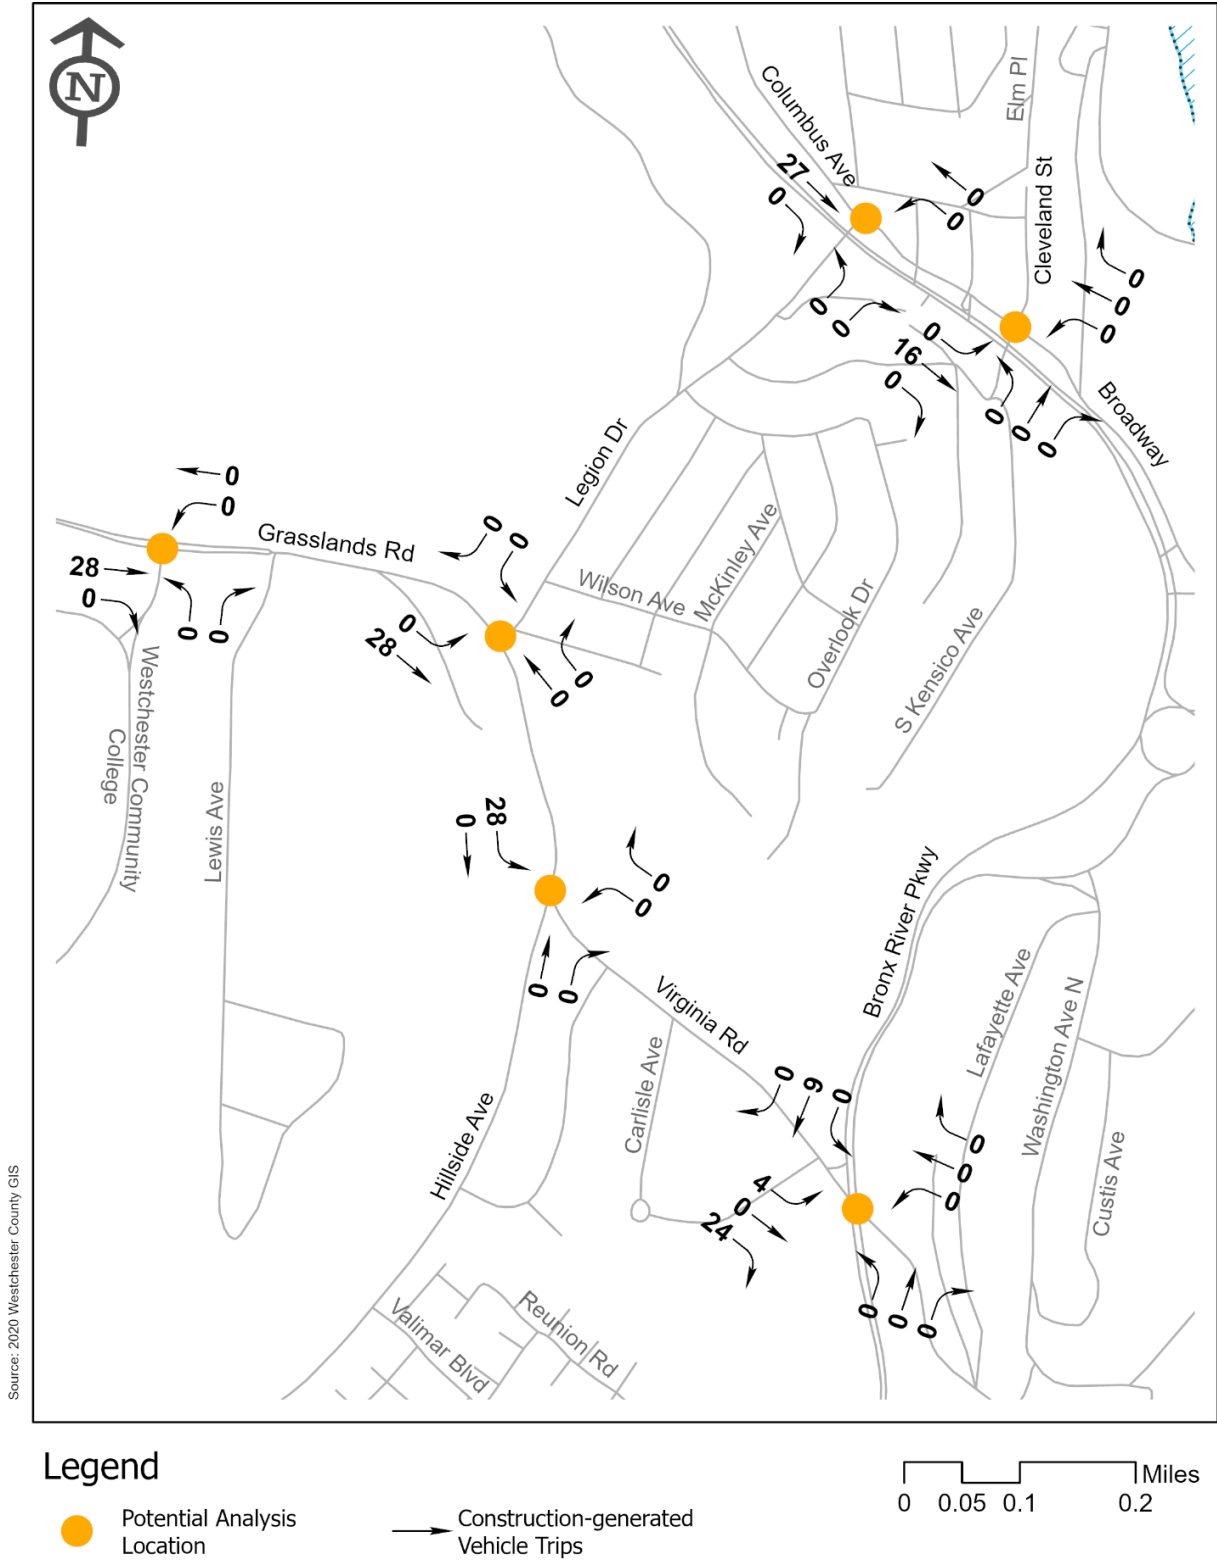 N
Columbus Ave
Elm Pl
Cleveland St
27
0
0
0
0
0
0
0
0
0
16
0
0
0
0
Broadway
Legion Dr
0
0
Grasslands Rd
28
0
0
0
0
0
0
28
0
0
Wilson Ave
McKinley Ave
Overlook Dr
S Kensico Ave
Westchester Community
College
Lewis Ave
0
28
0
0
0
0
Virginia Rd
Bronx River Pkwy
Lafayette Ave
Washington Ave N
Custis Ave
Carlisle Ave
Hillside Ave
0
9
0
4
0
24
0
0
0
0
0
0
Valimar Blvd
Reunion Rd
Source: 2020 Westchester County GIS
Legend
Potential Analysis
Location
Construction-generated
Vehicle Trips
Miles
0 0.05 0.1 0.2